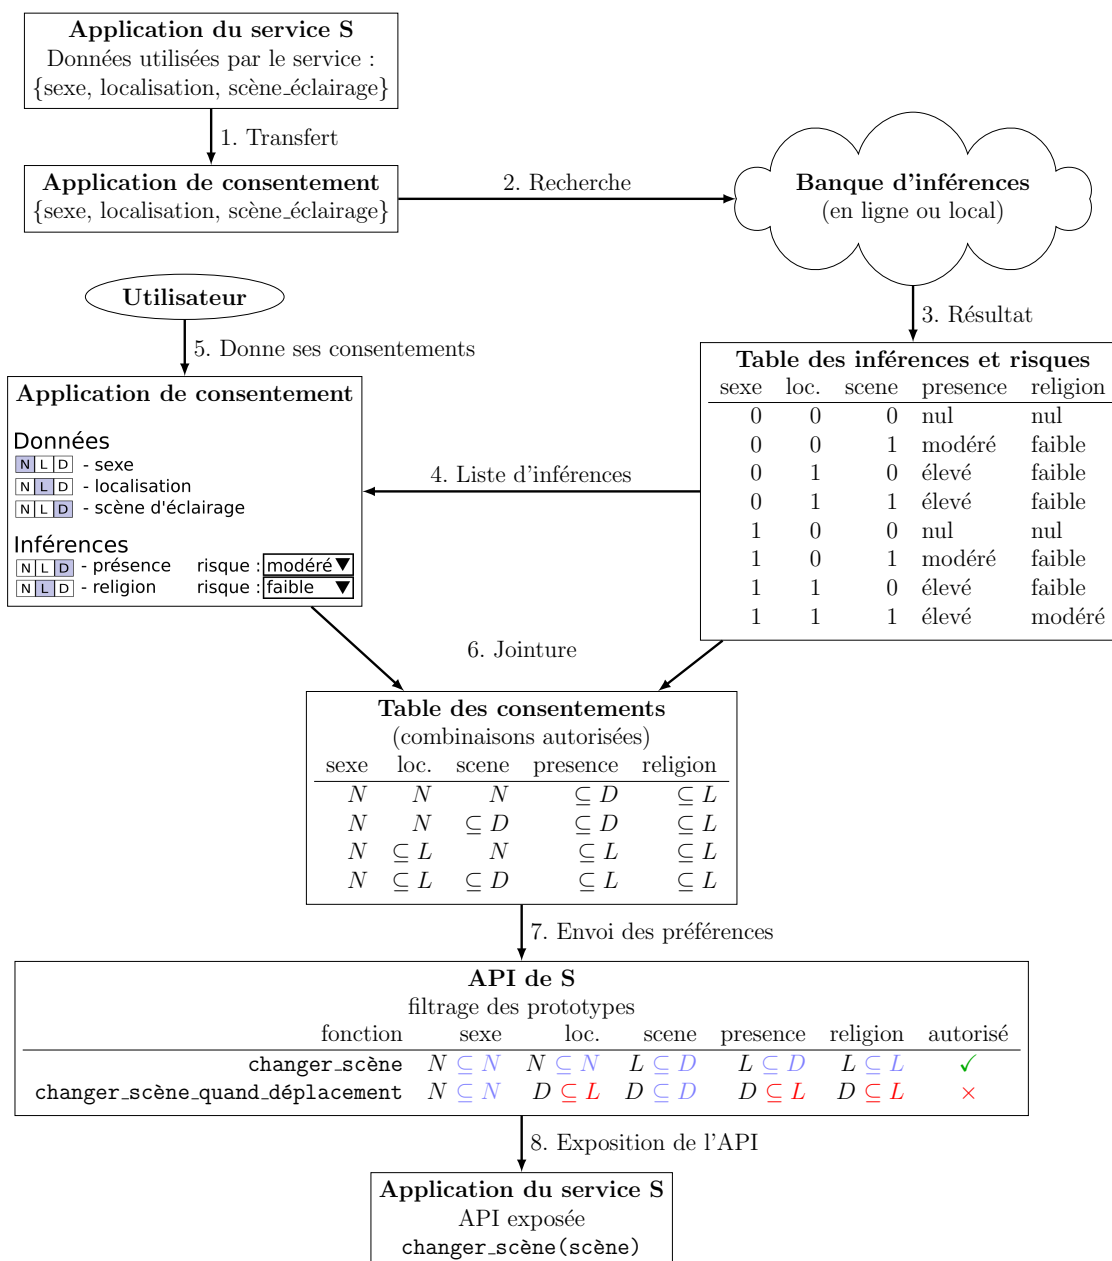 Application du service S
Données utilisées par le service :
{sexe, localisation, scène_éclairage}
1. Transfert
Application de consentement
{sexe, localisation, scène_éclairage}
2. Recherche
Banque d'inférences
(en ligne ou local)
3. Résultat
Utilisateur
5. Donne ses consentements
Table des inférences et risques
sexe loc. scene presence religion
0 0 0 nul nul
0 0 1 modéré faible
0 1 0 élevé faible
0 1 1 élevé faible
1 0 0 nul nul
1 0 1 modéré faible
1 1 0 élevé faible
1 1 1 élevé modéré
4. Liste d'inférences
Application de consentement
Données
N L D - sexe
N L D - localisation
N L D - scène d'éclairage
Inférences
N L D - présence risque : modéré ▼
N L D - religion risque : faible ▼
6. Jointure
Table des consentements
(combinaisons autorisées)
sexe loc. scene presence religion
N N N ⊆ D ⊆ L
N N ⊆ D ⊆ D ⊆ L
N ⊆ L N ⊆ L ⊆ L
N ⊆ L ⊆ D ⊆ L ⊆ L
7. Envoi des préférences
API de S
filtrage des prototypes
fonction sexe loc. scene presence religion autorisé
changer_scène N ⊆ N N ⊆ N L ⊆ D L ⊆ D L ⊆ L ✓
changer_scène_quand_déplacement N ⊆ N D ⊆ L D ⊆ D D ⊆ L D ⊆ L ×
8. Exposition de l'API
Application du service S
API exposée
changer_scène(scène)